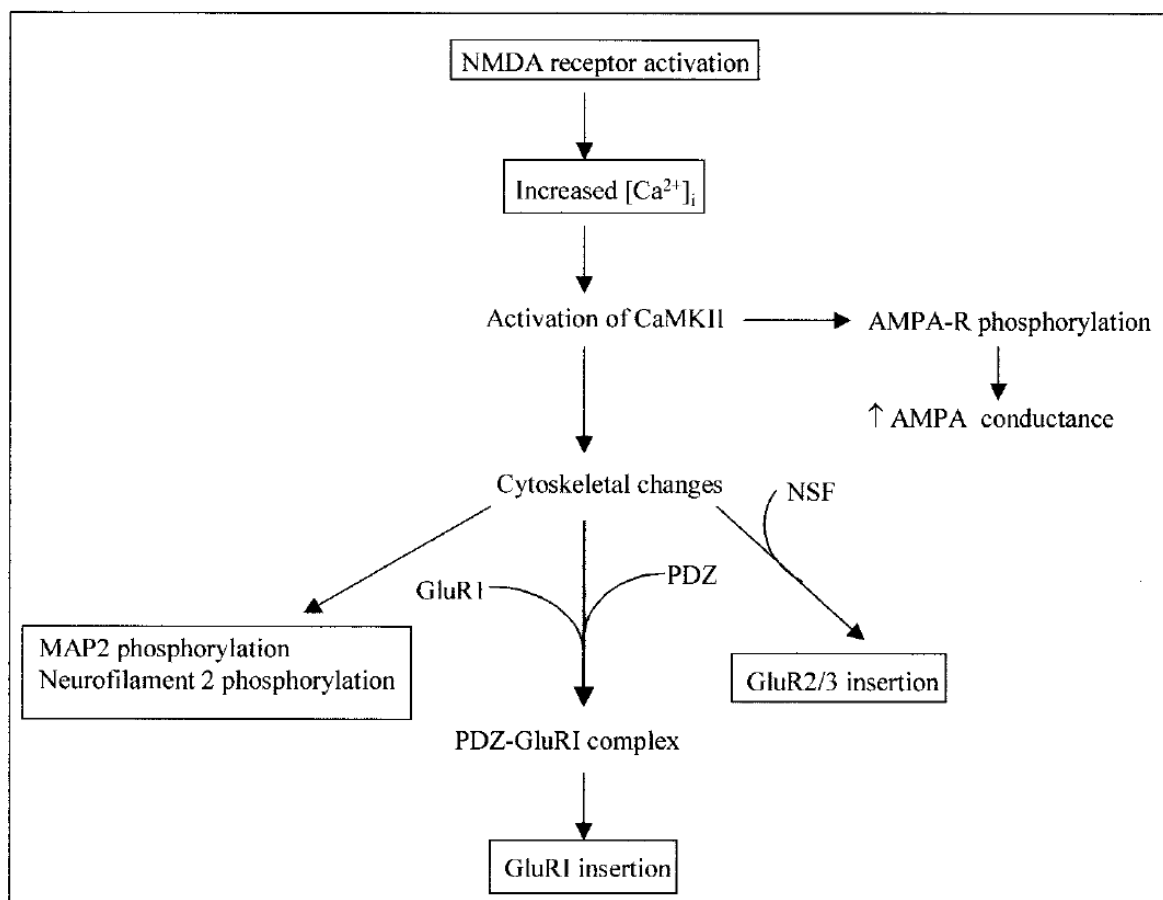 NMDA receptor activation
Increased [Ca²⁺]ᵢ
Activation of CaMKII
AMPA-R phosphorylation
↑ AMPA conductance
Cytoskeletal changes
NSF
GluR1
PDZ
MAP2 phosphorylation
Neurofilament 2 phosphorylation
GluR2/3 insertion
PDZ-GluRI complex
GluRI insertion